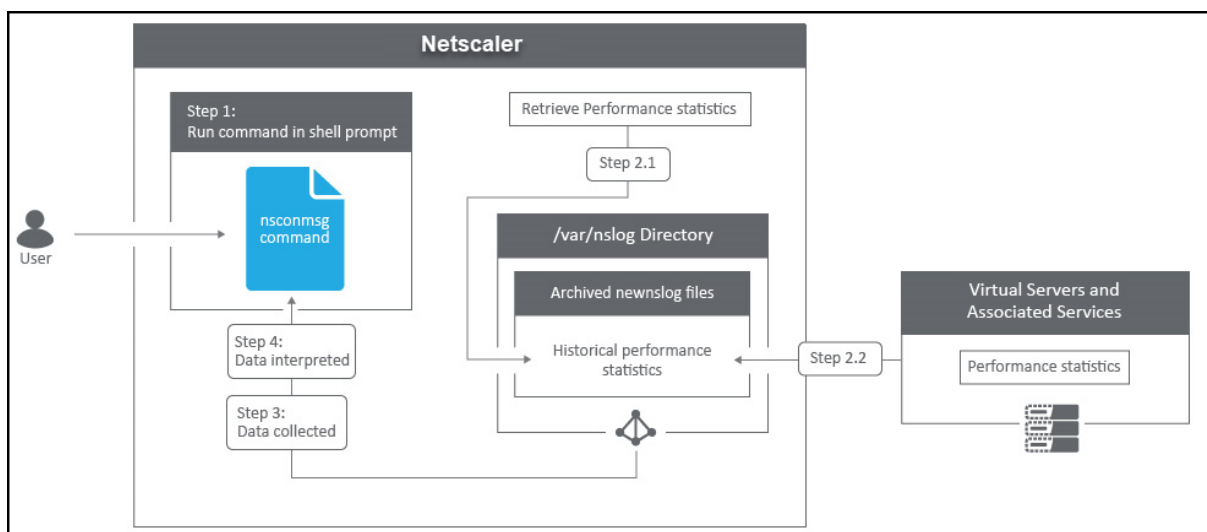 Netscaler
Step 1:
Run command in shell prompt
nsconmsg
command
User
Step 4:
Data interpreted
Step 3:
Data collected
Retrieve Performance statistics
Step 2.1
/var/nslog Directory
Archived newnslog files
Historical performance
statistics
Step 2.2
Virtual Servers and
Associated Services
Performance statistics